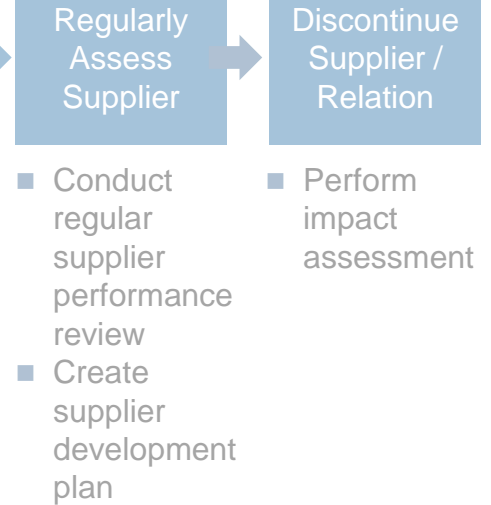 Regularly
Assess
Supplier
Discontinue
Supplier /
Relation
Conduct
regular
supplier
performance
review
Create
supplier
development
plan
Perform
impact
assessment